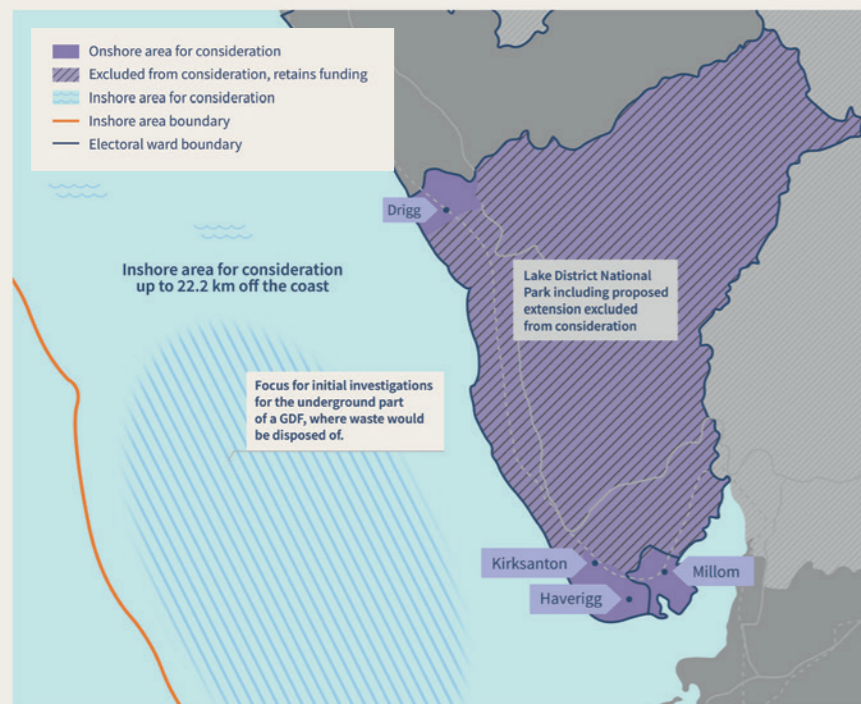 Onshore area for consideration
Excluded from consideration, retains funding
Inshore area for consideration
Inshore area boundary
Electoral ward boundary
Drigg
Inshore area for consideration
up to 22.2 km off the coast
Lake District National
Park including proposed
extension excluded
from consideration
Focus for initial investigations
for the underground part
of a GDF, where waste would
be disposed of.
Kirksanton
Millom
Haverigg